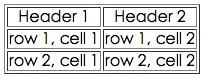 Header 1 Header 2
row 1, cell 1 row 1, cell 2
row 2, cell 1 row 2, cell 2